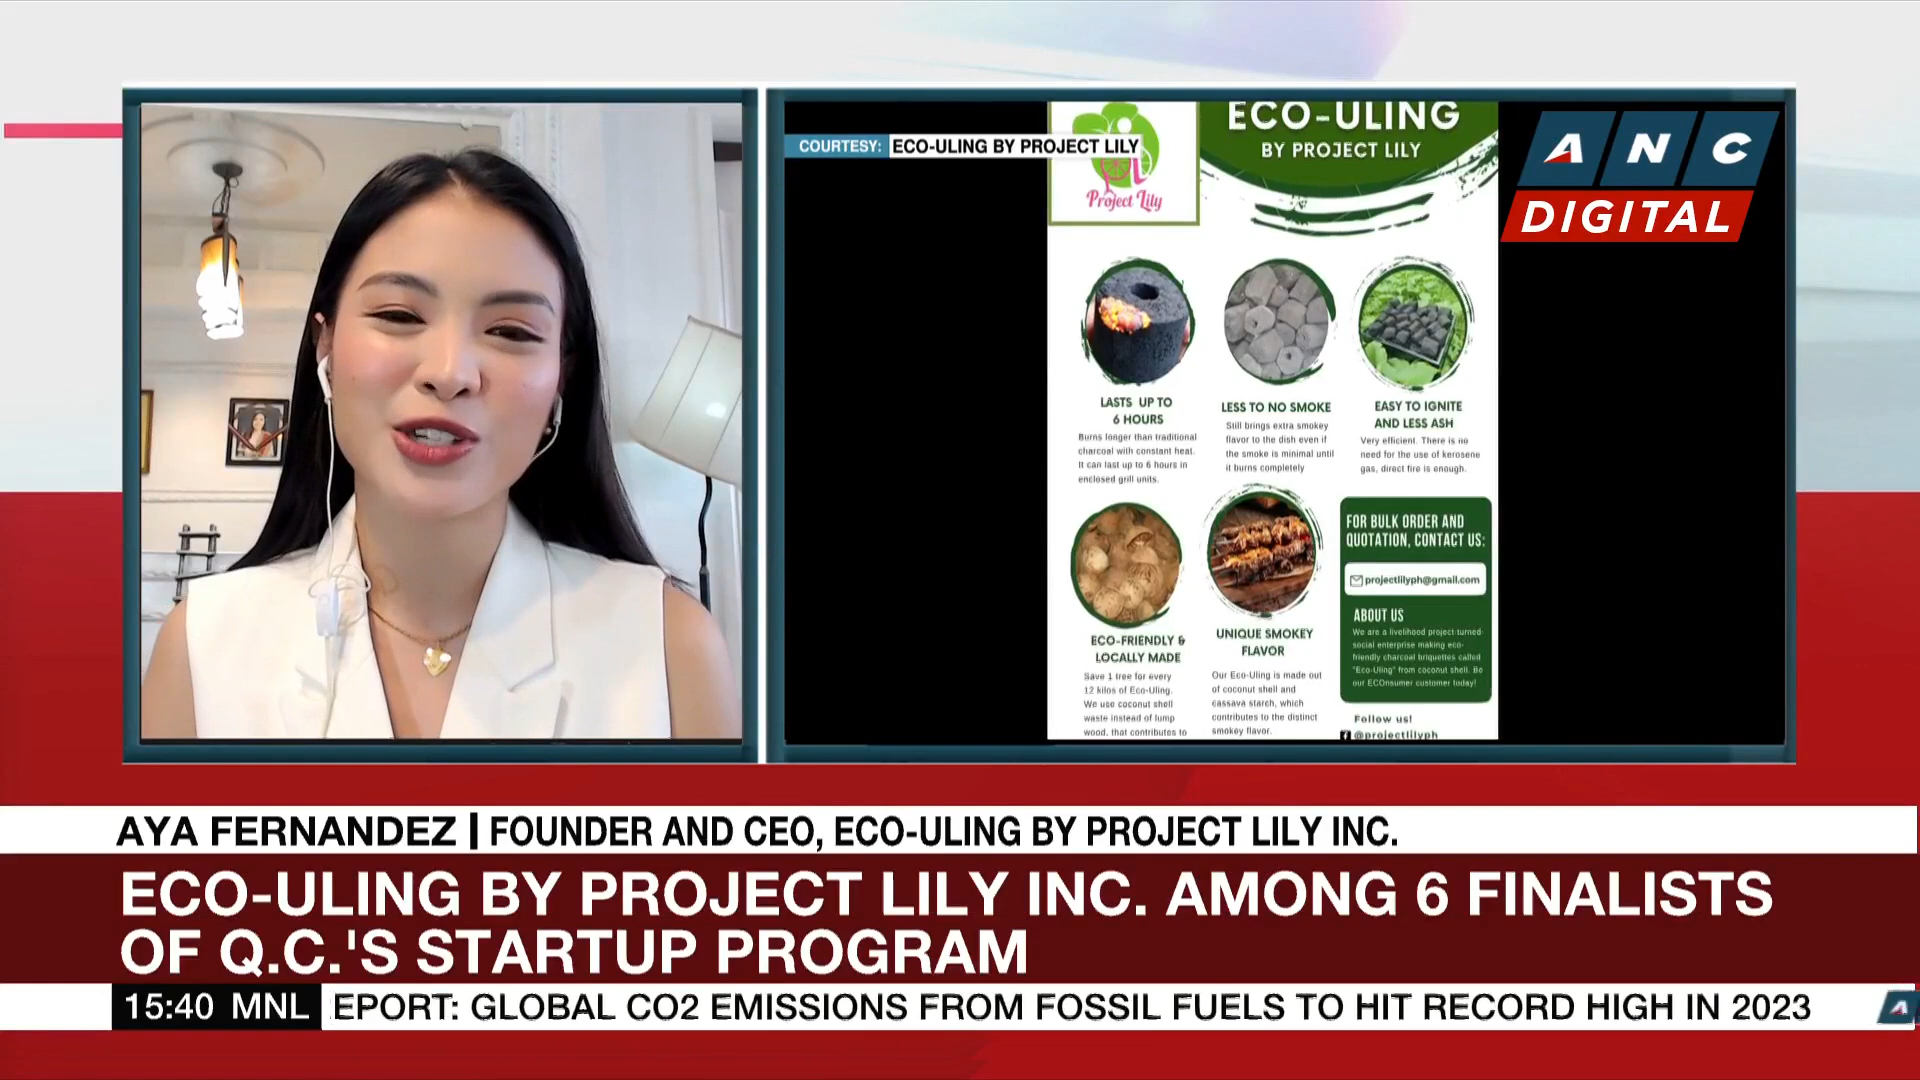 COURTESY: ECO-ULING BY PROJECT LILY
Project Lily
ECO-ULING
BY PROJECT LILY
ANC
DIGITAL
LASTS UP TO
6 HOURS
Burns longer than traditional
charcoal with constant heat.
It can last up to 6 hours in
enclosed grill units.
LESS TO NO SMOKE
Still brings extra smokey
flavor to the dish even if
the smoke is minimal until
it burns completely
EASY TO IGNITE
AND LESS ASH
Very efficient. There is no
need for the use of kerosene
gas, direct fire is enough.
ECO-FRIENDLY &
LOCALLY MADE
Save 1 tree for every
12 kilos of Eco-Uling.
We use coconut shell
waste instead of lump
wood, that contributes to
UNIQUE SMOKEY
FLAVOR
Our Eco-Uling is made out
of coconut shell and
cassava starch, which
contributes to the distinct
smokey flavor.
FOR BULK ORDER AND
QUOTATION, CONTACT US:
projectlilyph@gmail.com
ABOUT US
We are a livelihood project-turned-
social enterprise making eco-
friendly charcoal briquettes called
"Eco-Uling" from coconut shell. Be
our ECOnsumer customer today!
Follow us!
@projectlilyph
AYA FERNANDEZ | FOUNDER AND CEO, ECO-ULING BY PROJECT LILY INC.
ECO-ULING BY PROJECT LILY INC. AMONG 6 FINALISTS
OF Q.C.'S STARTUP PROGRAM
15:40 MNL EPORT: GLOBAL CO2 EMISSIONS FROM FOSSIL FUELS TO HIT RECORD HIGH IN 2023
A